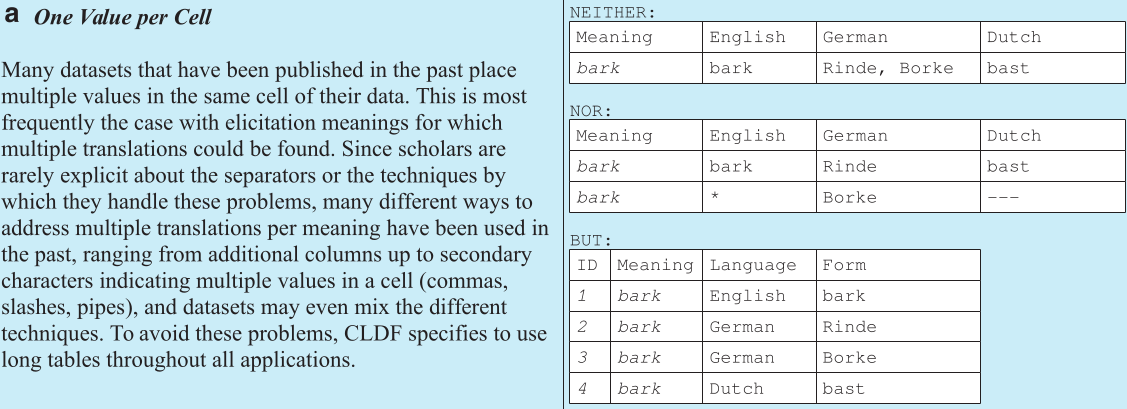 a One Value per Cell
Many datasets that have been published in the past place
multiple values in the same cell of their data. This is most
frequently the case with elicitation meanings for which
multiple translations could be found. Since scholars are
rarely explicit about the separators or the techniques by
which they handle these problems, many different ways to
address multiple translations per meaning have been used in
the past, ranging from additional columns up to secondary
characters indicating multiple values in a cell (commas,
slashes, pipes), and datasets may even mix the different
techniques. To avoid these problems, CLDF specifies to use
long tables throughout all applications.
NEITHER:
Meaning English German Dutch
bark bark Rinde, Borke bast
NOR:
Meaning English German Dutch
bark bark Rinde bast
bark * Borke ---
BUT:
ID Meaning Language Form
1 bark English bark
2 bark German Rinde
3 bark German Borke
4 bark Dutch bast